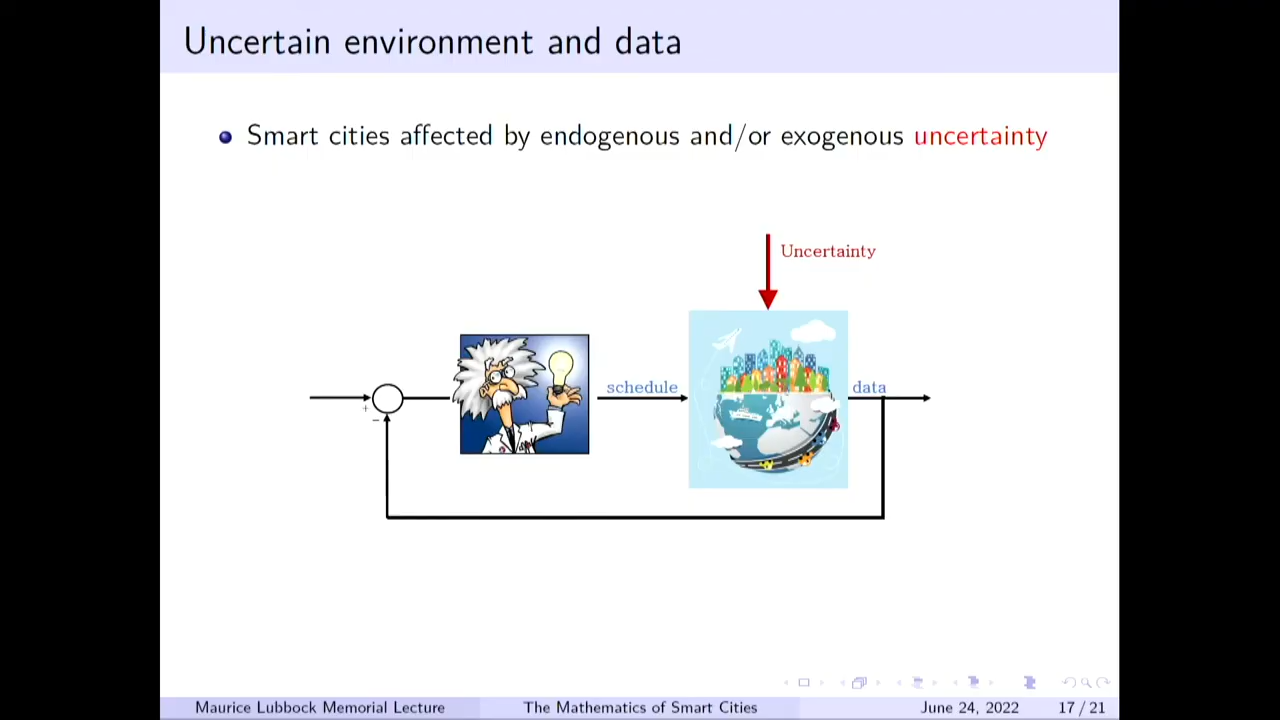 Uncertain environment and data
Smart cities affected by endogenous and/or exogenous uncertainty
Uncertainty
schedule
data
+
−
Maurice Lubbock Memorial Lecture
The Mathematics of Smart Cities
June 24, 2022
17 / 21